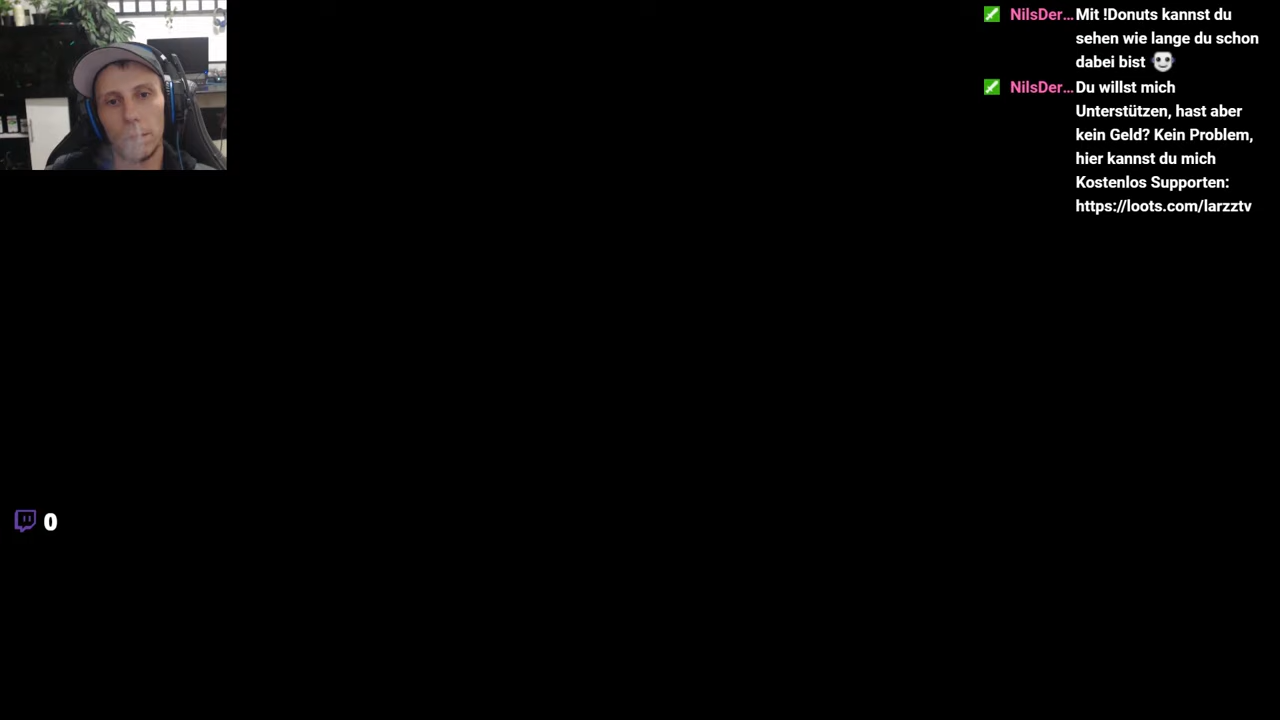 NilsDer… Mit !Donuts kannst du
sehen wie lange du schon
dabei bist
NilsDer… Du willst mich
Unterstützen, hast aber
kein Geld? Kein Problem,
hier kannst du mich
Kostenlos Supporten:
https://loots.com/larzztv
0